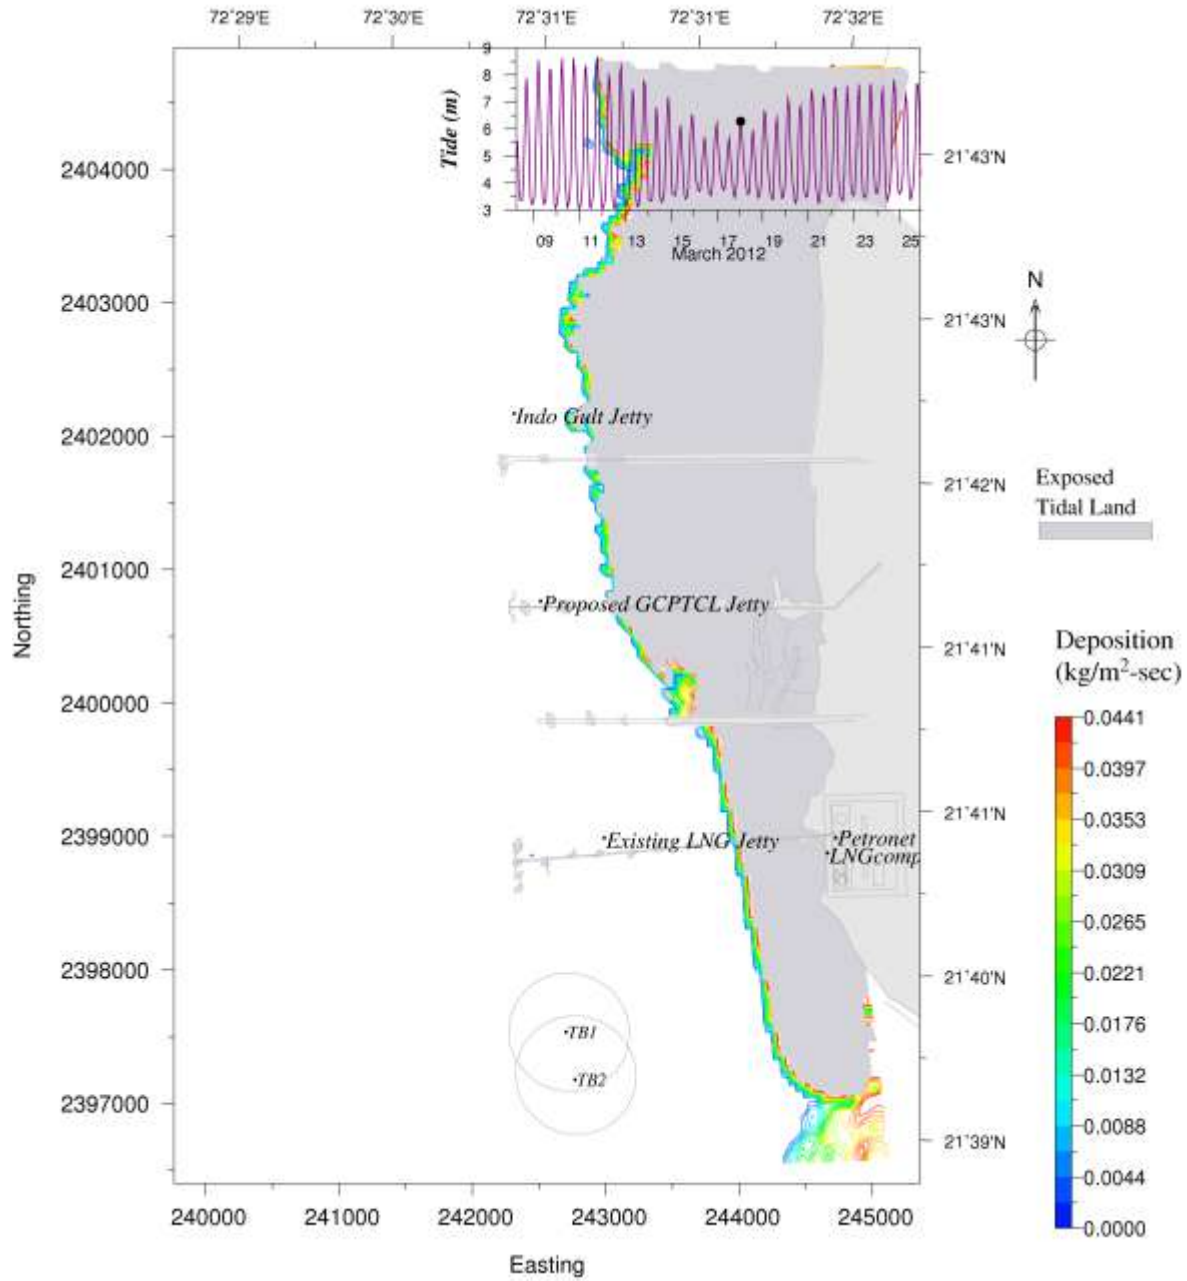 72°29'E 72°30'E 72°31'E 72°31'E 72°32'E
9
8
7
6
5
4
3
Tide (m)
09 11 13 15 17 19 21 23 25
March 2012
2404000
2403000
2402000
2401000
2400000
2399000
2398000
2397000
Northing
21°43'N
21°43'N
21°42'N
21°41'N
21°41'N
21°40'N
21°39'N
N
Indo Gult Jetty
Proposed GCPTCL Jetty
Existing LNG Jetty
Petronet
LNGcomp
TB1
TB2
Exposed
Tidal Land
Deposition
(kg/m²-sec)
0.0441
0.0397
0.0353
0.0309
0.0265
0.0221
0.0176
0.0132
0.0088
0.0044
0.0000
240000 241000 242000 243000 244000 245000
Easting